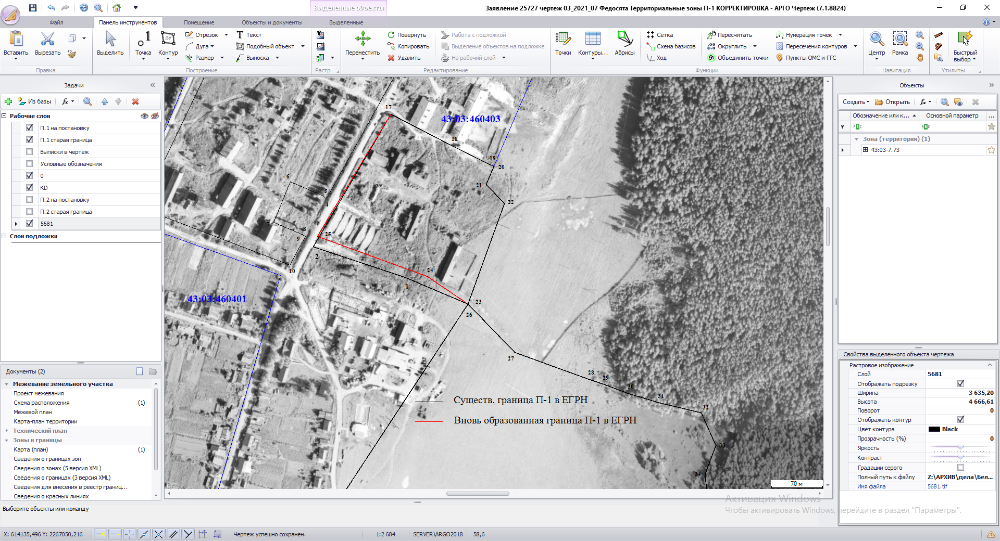 Выделенные объекты
Заявление 25727 чертеж 03_2021_07 Федосята Территориальные зоны П-1 КОРРЕКТИРОВКА - АРГО Чертеж (7.1.8824)
Файл
Панель инструментов
Помещение
Объекты и документы
Выделенные
Вставить
Вырезать
Правка
Выделить
Точка
Контур
Отрезок
Дуга
Размер
Текст
Подобный объект
Выноска
Построение
Растр
Переместить
Повернуть
Копировать
Удалить
Работа с подложкой
Выделение объектов на подложке
На рабочий слой
Редактирование
Точки
Контуры...
Абрисы
Сетка
Схема базисов
Ход
Пересчитать
Округлить
Объединить точки
Нумерация точек
Пересечения контуров
Пункты ОМС и ГГС
Функции
Центр
Рамка
Навигация
Быстрый выбор
Утилиты
Задачи
Из базы
Рабочие слои
П.1 на постановку
П.1 старая граница
Выписки в чертеж
Условные обозначения
0
KD
П.2 на постановку
П.2 старая граница
5681
Слои подложки
Документы (2)
Межевание земельного участка
Проект межевания
Схема расположения (1)
Межевой план
Карта-план территории
Технический план
Зоны и границы
Карта (план) (1)
Сведения о границах зон
Сведения о зонах (5 версия XML)
Сведения о границах (3 версия XML)
Сведения для внесения в реестр границ...
Сведения о красных линиях
Выберите объекты или команду
17
43:03:460403
18
19
20
21
22
6
5
4
7
8
9
25
2
10
24
1
23
26
43:03:460401
27
28
29
30
31
32
33
34
Существ. граница П-1 в ЕГРН
Вновь образованная граница П-1 в ЕГРН
70 м
Объекты
Создать
Открыть
Обозначение или к...
Основной параметр
...
Зона (территория) (1)
43:03-7.73
Свойства выделенного объекта чертежа
Растровое изображение
Слой 5681
Отображать подрезку
Ширина 3 635,20
Высота 4 666,61
Поворот 0
Отображать контур
Цвет контура Black
Прозрачность (%) 0
Яркость
Контраст
Градации серого
Полный путь к файлу Z:\АРХИВ\дела\Бел...
Имя файла 5681.tif
Активация Windows
Чтобы активировать Windows, перейдите в раздел "Параметры".
X: 614135,496 Y: 2267050,216
Чертеж успешно сохранен.
1:2 684
SERVER\ARGO2018
58,6